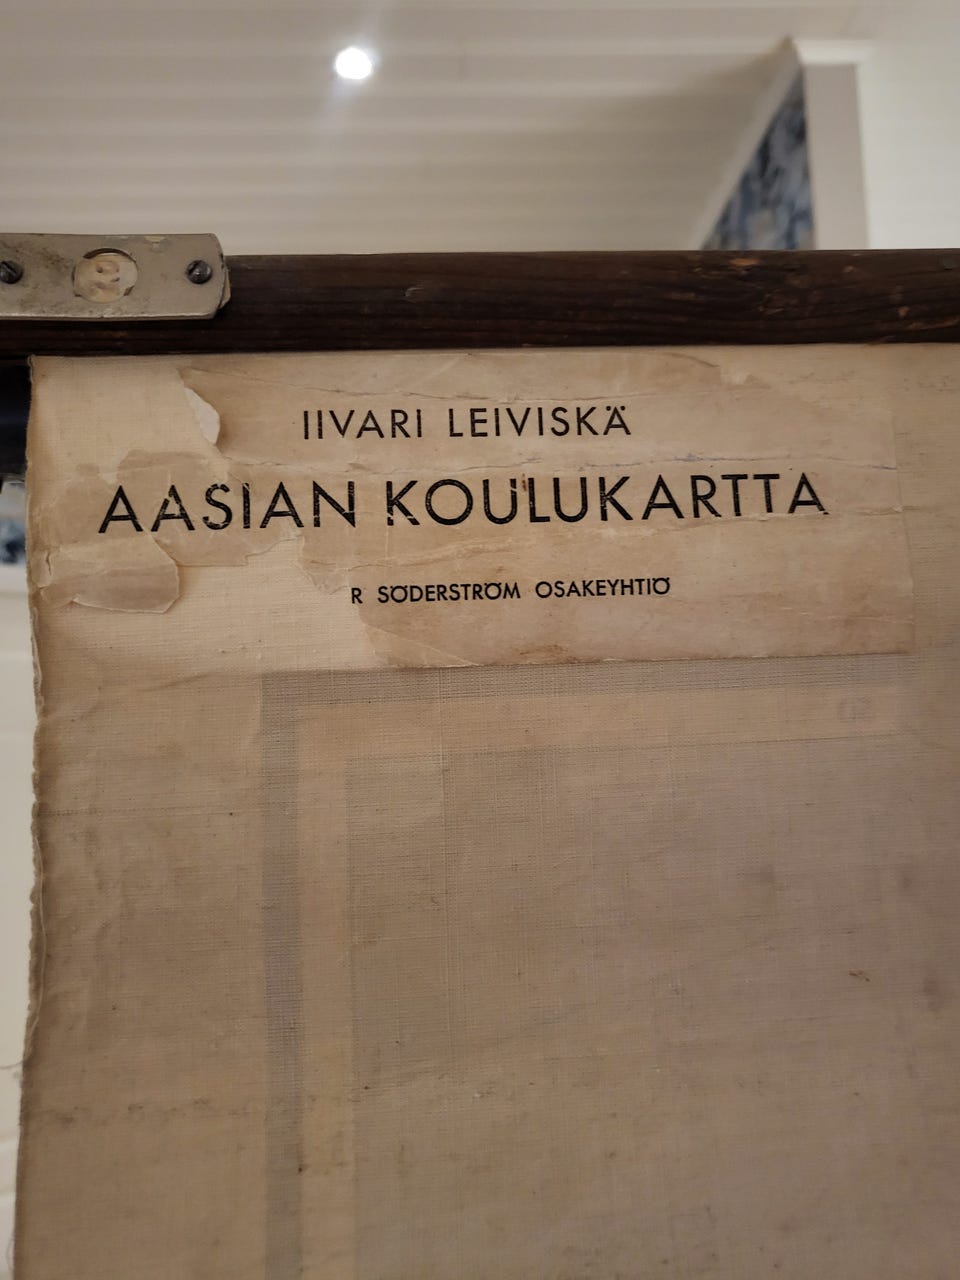 IIVARI LEIVISKÄ
AASIAN KOULUKARTTA
R SÖDERSTRÖM OSAKEYHTIÖ